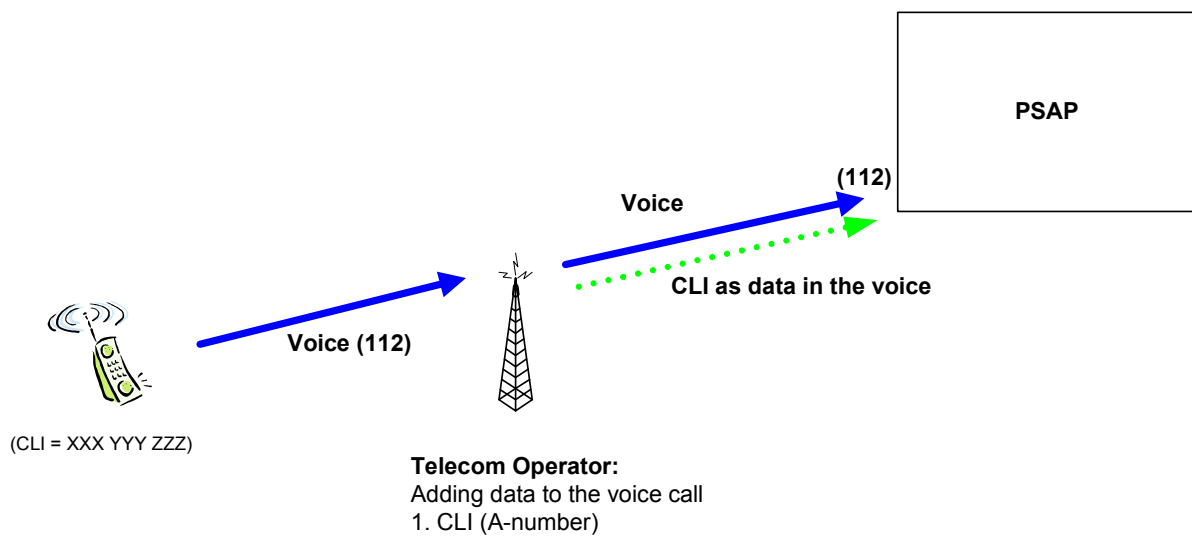 PSAP
(112)
Voice
CLI as data in the voice
Voice (112)
(CLI = XXX YYY ZZZ)
Telecom Operator:
Adding data to the voice call
1. CLI (A-number)